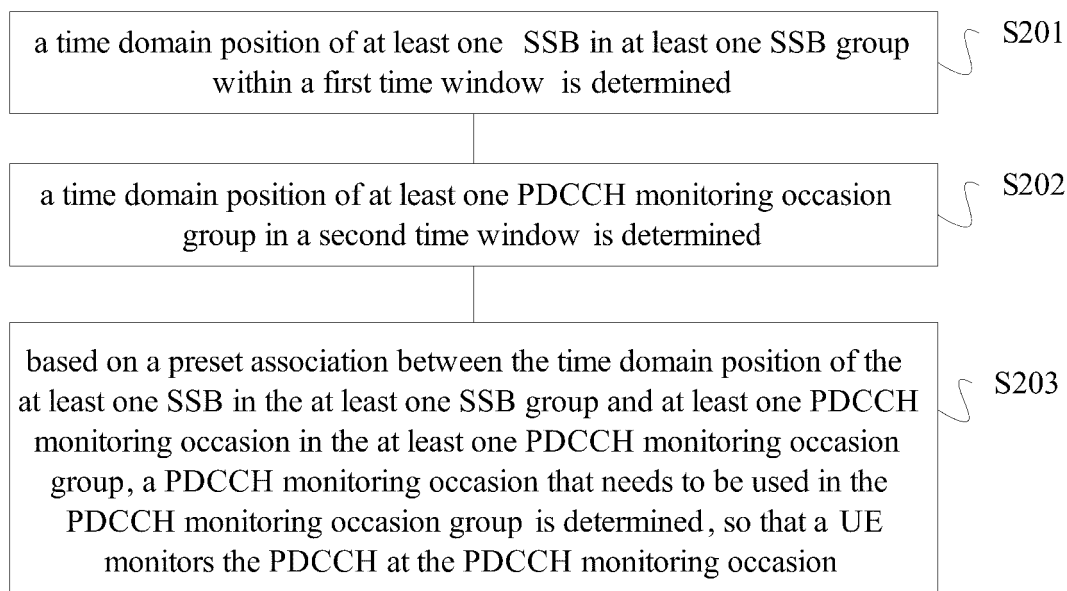 a time domain position of at least one SSB in at least one SSB group
within a first time window is determined
S201
a time domain position of at least one PDCCH monitoring occasion
group in a second time window is determined
S202
based on a preset association between the time domain position of the
at least one SSB in the at least one SSB group and at least one PDCCH
monitoring occasion in the at least one PDCCH monitoring occasion
group, a PDCCH monitoring occasion that needs to be used in the
PDCCH monitoring occasion group is determined, so that a UE
monitors the PDCCH at the PDCCH monitoring occasion
S203